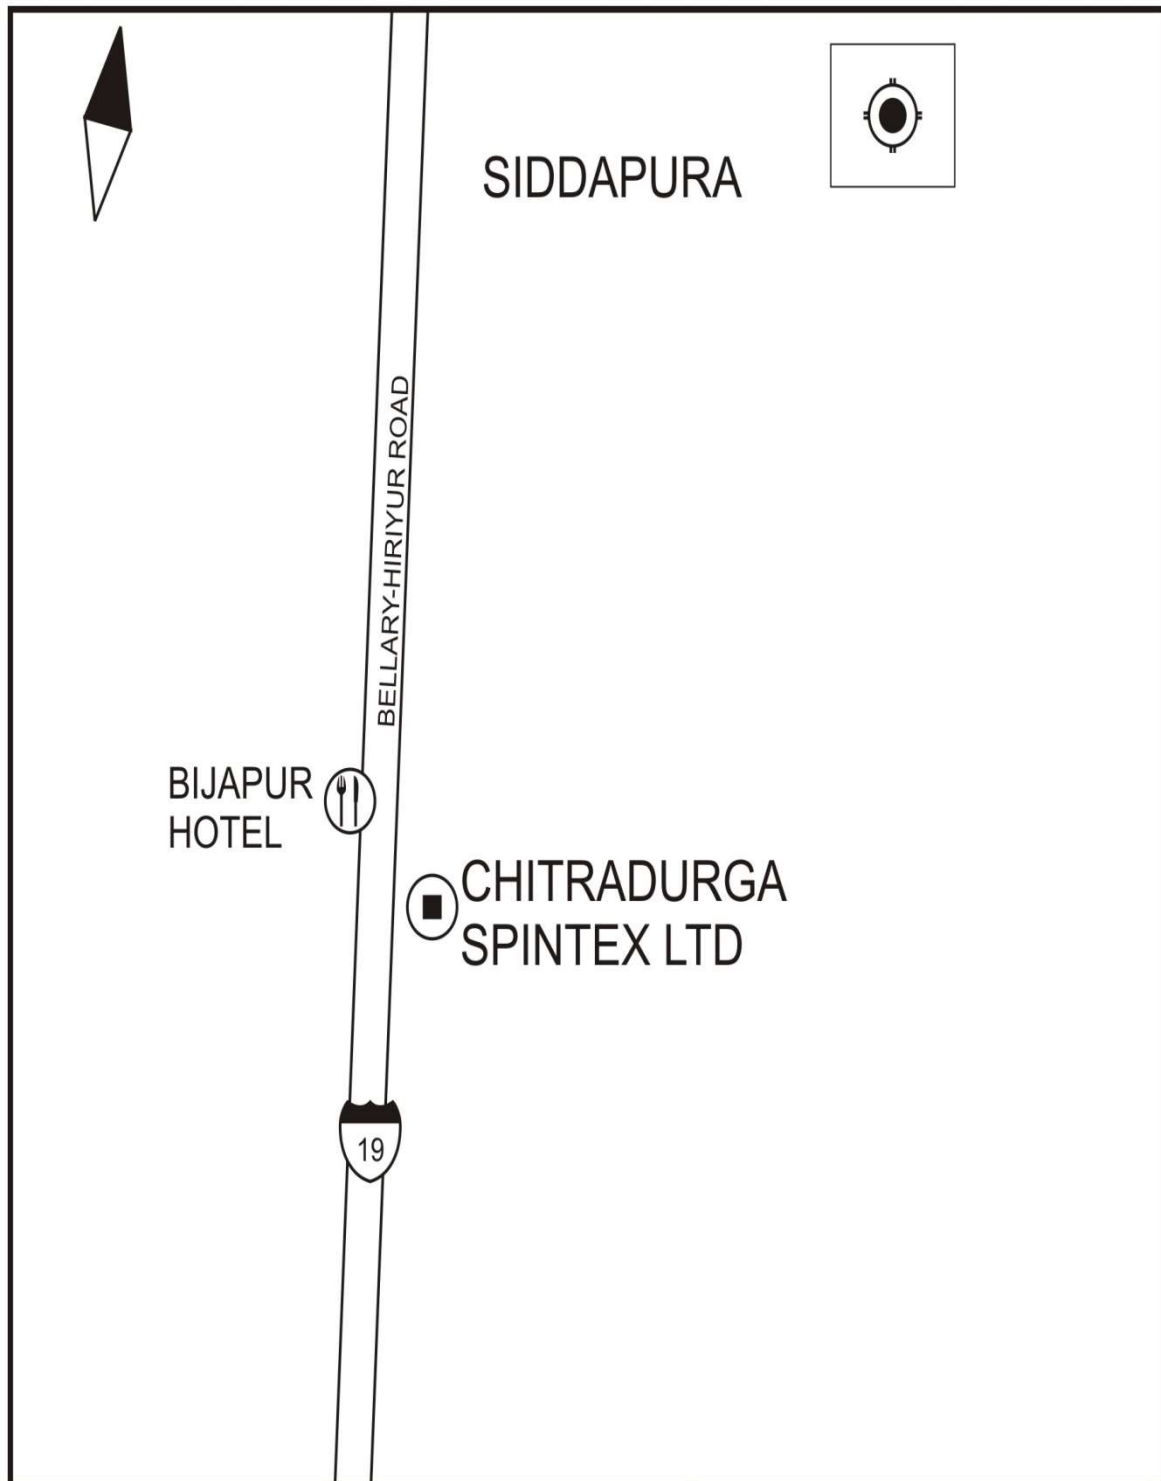 SIDDAPURA
BELLARY-HIRIYUR ROAD
BIJAPUR
HOTEL
CHITRADURGA
SPINTEX LTD
19